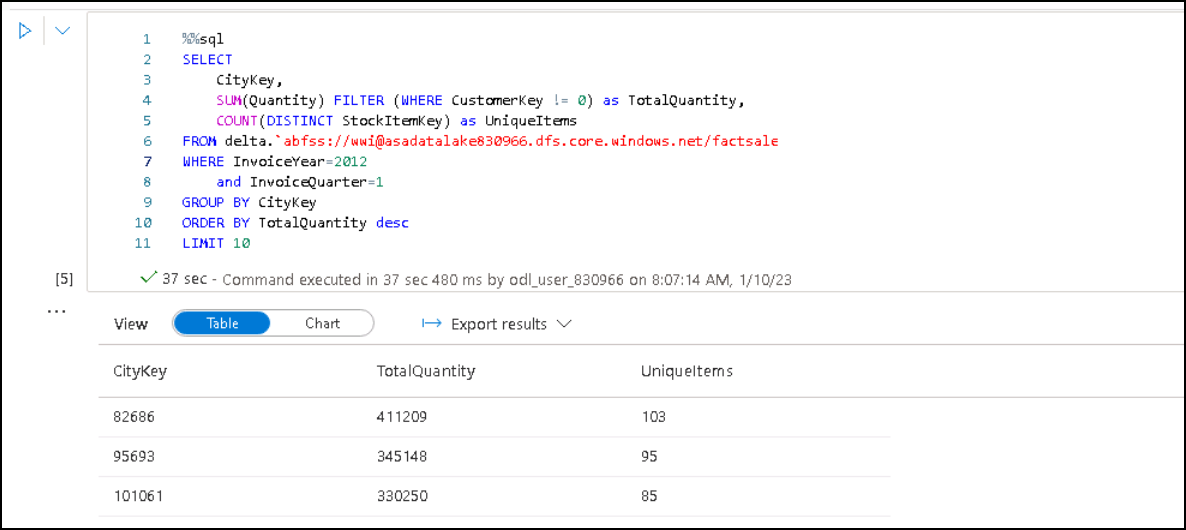 1 %%sql
2 SELECT
3 CityKey,
4 SUM(Quantity) FILTER (WHERE CustomerKey != 0) as TotalQuantity,
5 COUNT(DISTINCT StockItemKey) as UniqueItems
6 FROM delta.`abfss://wwi@asadatalake830966.dfs.core.windows.net/factsale
7 WHERE InvoiceYear=2012
8 and InvoiceQuarter=1
9 GROUP BY CityKey
10 ORDER BY TotalQuantity desc
11 LIMIT 10
[5] 37 sec - Command executed in 37 sec 480 ms by odl_user_830966 on 8:07:14 AM, 1/10/23
...
View Table Chart Export results
CityKey TotalQuantity UniqueItems
82686 411209 103
95693 345148 95
101061 330250 85